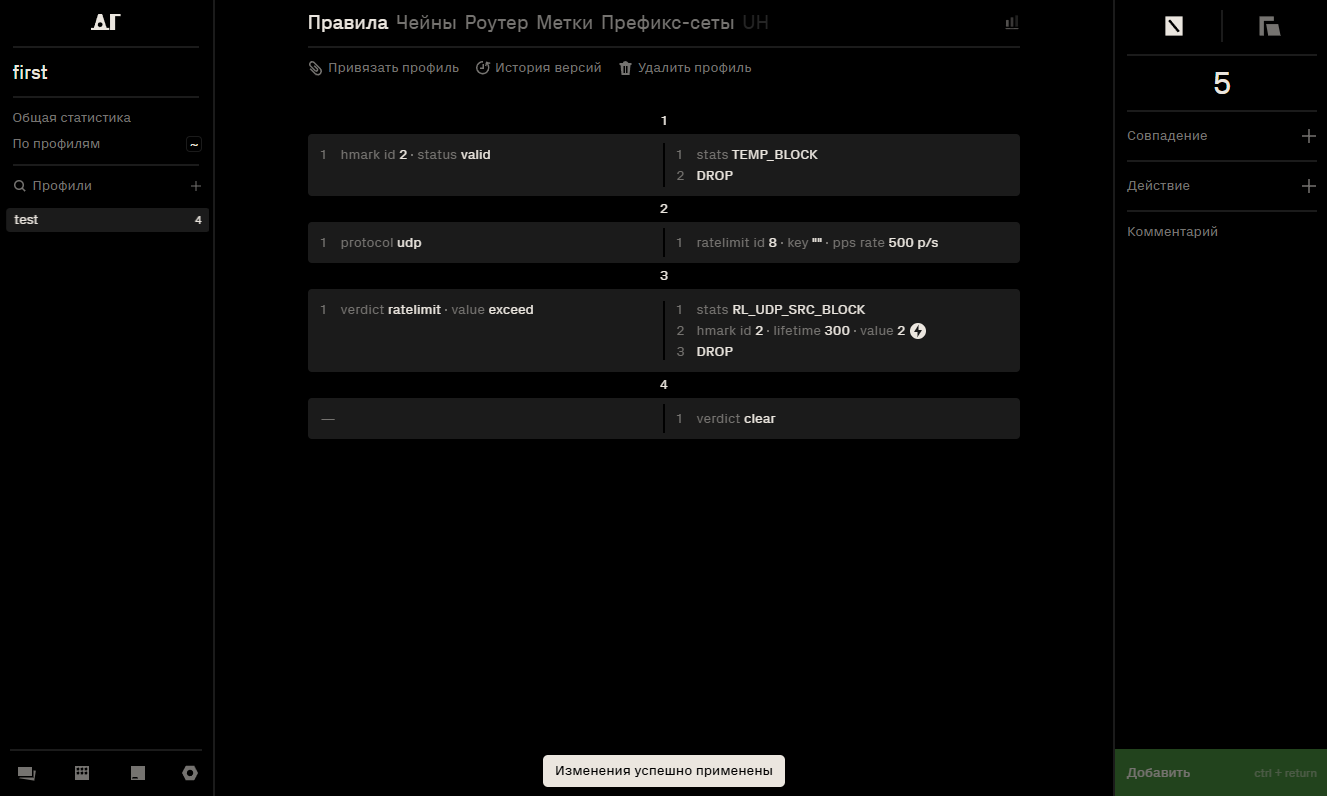 ДГ
first
Общая статистика
По профилям ~
Профили +
test 4
Правила Чейны Роутер Метки Префикс-сеты UH
Привязать профиль История версий Удалить профиль
1
1 hmark id 2 · status valid
1 stats TEMP_BLOCK
2 DROP
2
1 protocol udp
1 ratelimit id 8 · key "" · pps rate 500 p/s
3
1 verdict ratelimit · value exceed
1 stats RL_UDP_SRC_BLOCK
2 hmark id 2 · lifetime 300 · value 2
3 DROP
4
—
1 verdict clear
Изменения успешно применены
5
Совпадение +
Действие +
Комментарий
Добавить ctrl + return